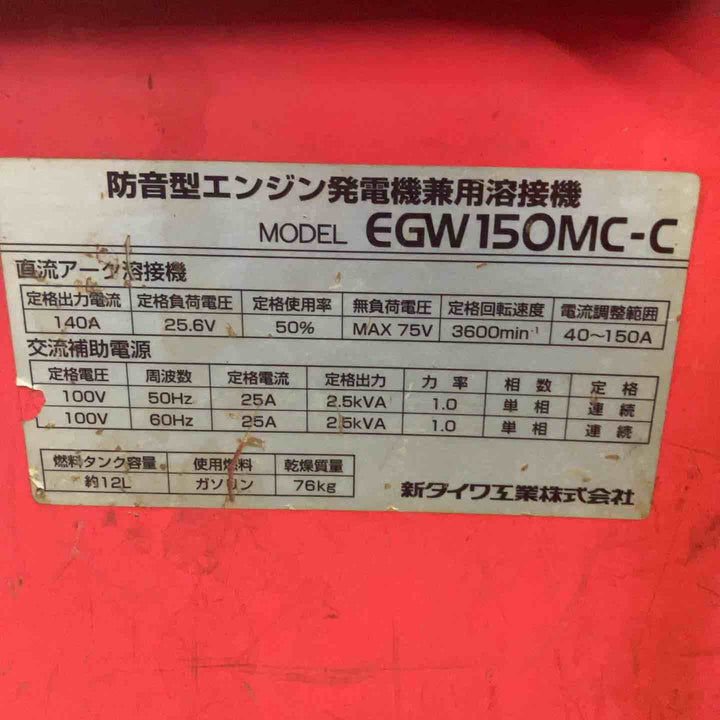 防音型エンジン発電機兼用溶接機
MODEL EGW150MC-C
直流アーク溶接機
定格出力電流 定格負荷電圧 定格使用率 無負荷電圧 定格回転速度 電流調整範囲
140A 25.6V 50% MAX 75V 3600min⁻¹ 40～150A
交流補助電源
定格電圧 周波数 定格電流 定格出力 力率 相数 定格
100V 50Hz 25A 2.5kVA 1.0 単相 連続
100V 60Hz 25A 2.5kVA 1.0 単相 連続
燃料タンク容量 使用燃料 乾燥質量
約12L ガソリン 76kg
新ダイワ工業株式会社